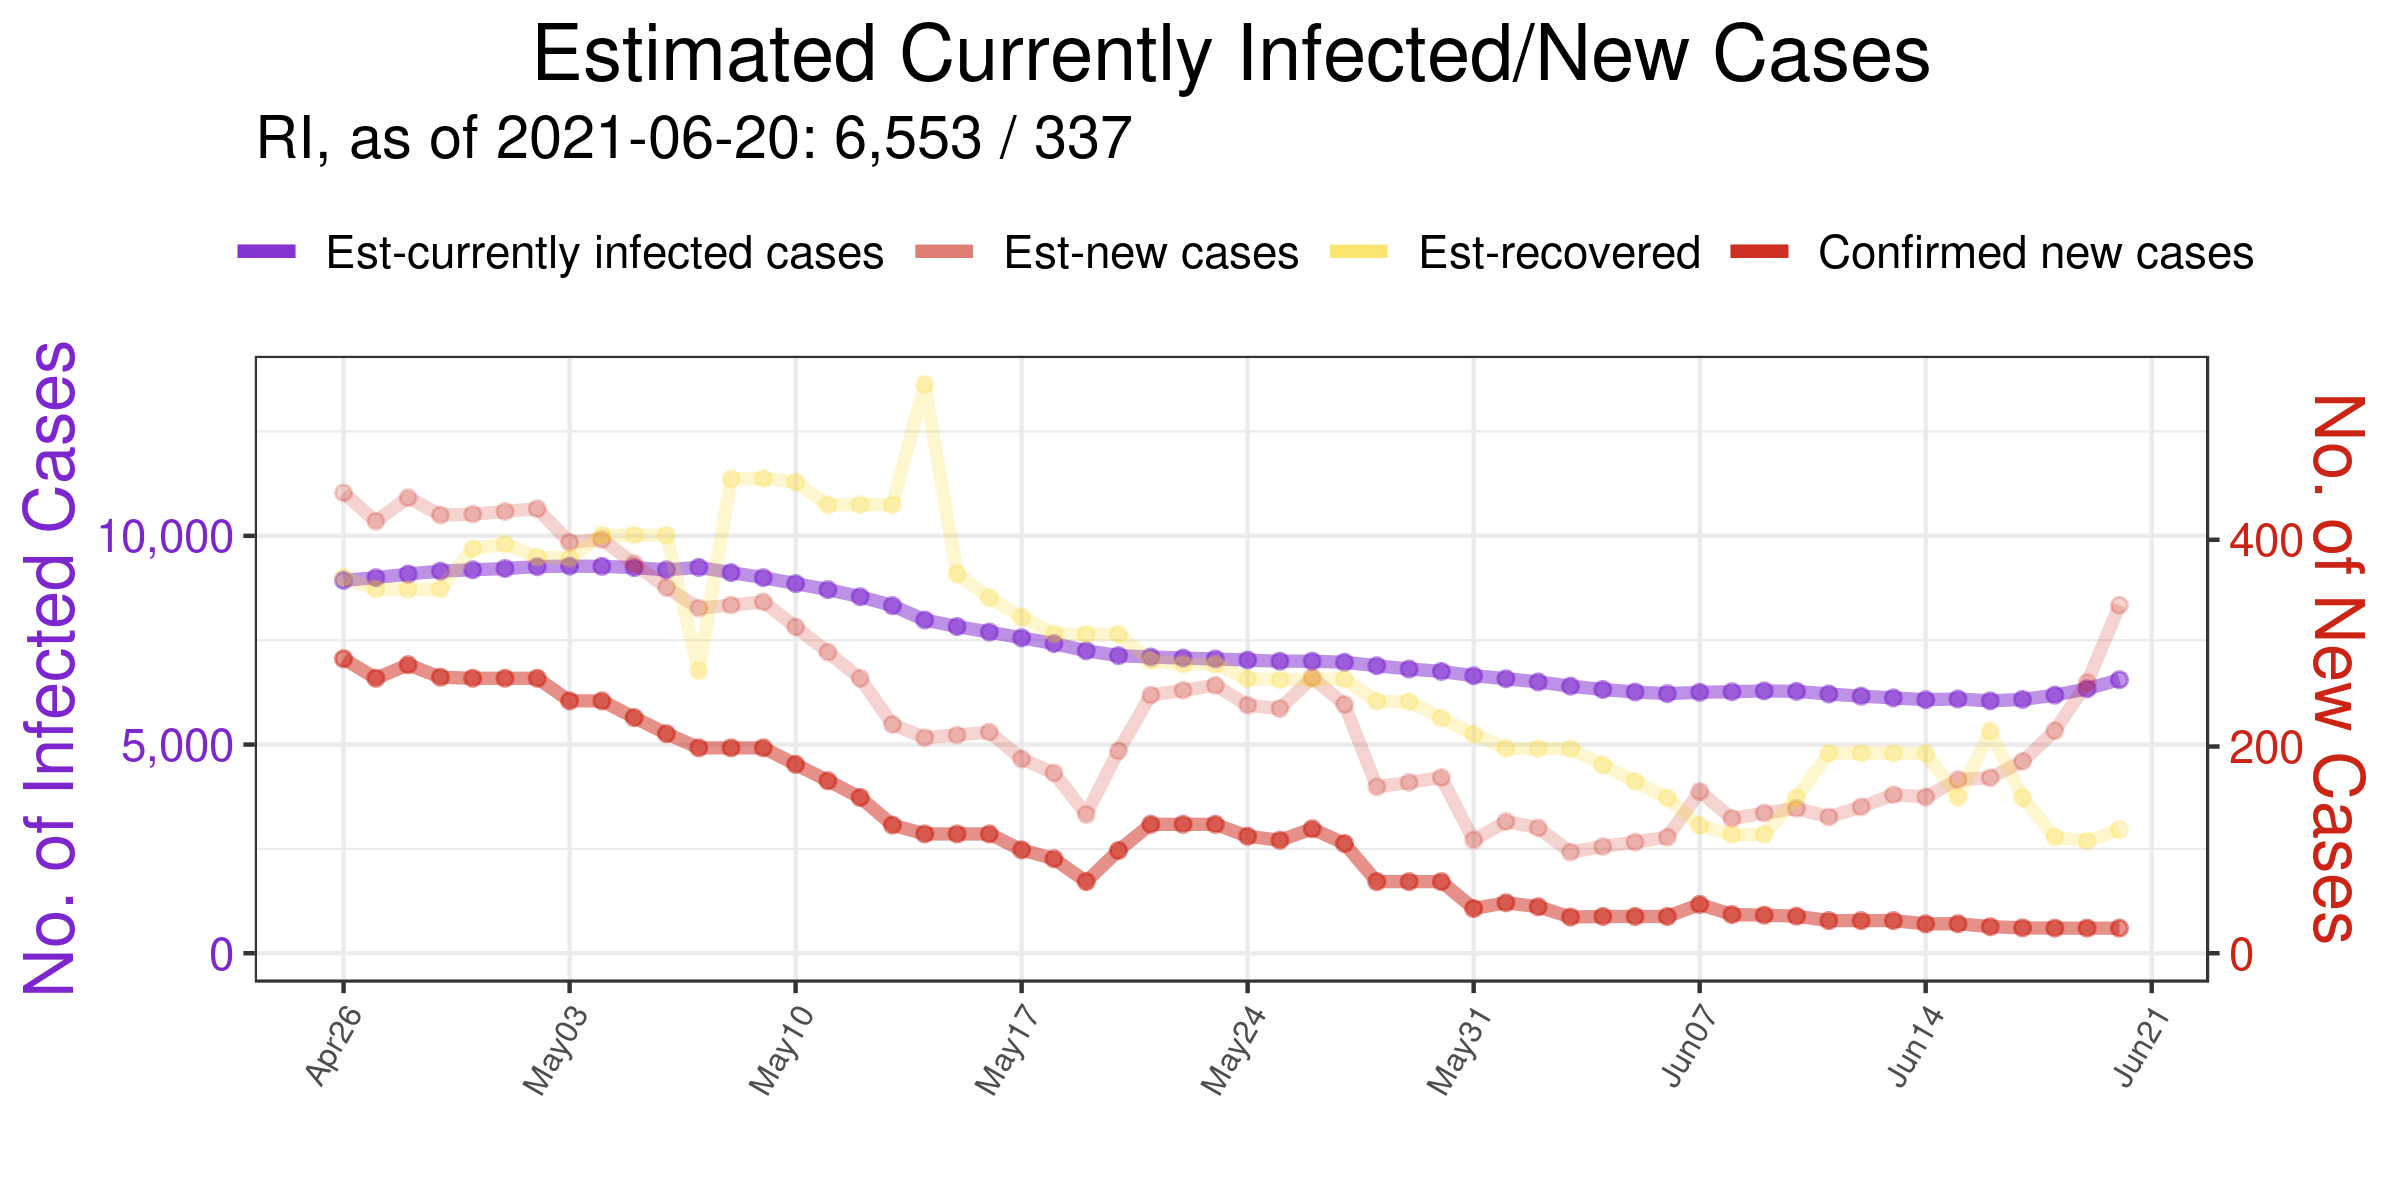 Estimated Currently Infected/New Cases
RI, as of 2021-06-20: 6,553 / 337
Est-currently infected cases Est-new cases Est-recovered Confirmed new cases
No. of Infected Cases
10,000
5,000
0
400
200
0
No. of New Cases
Apr26 May03 May10 May17 May24 May31 Jun07 Jun14 Jun21